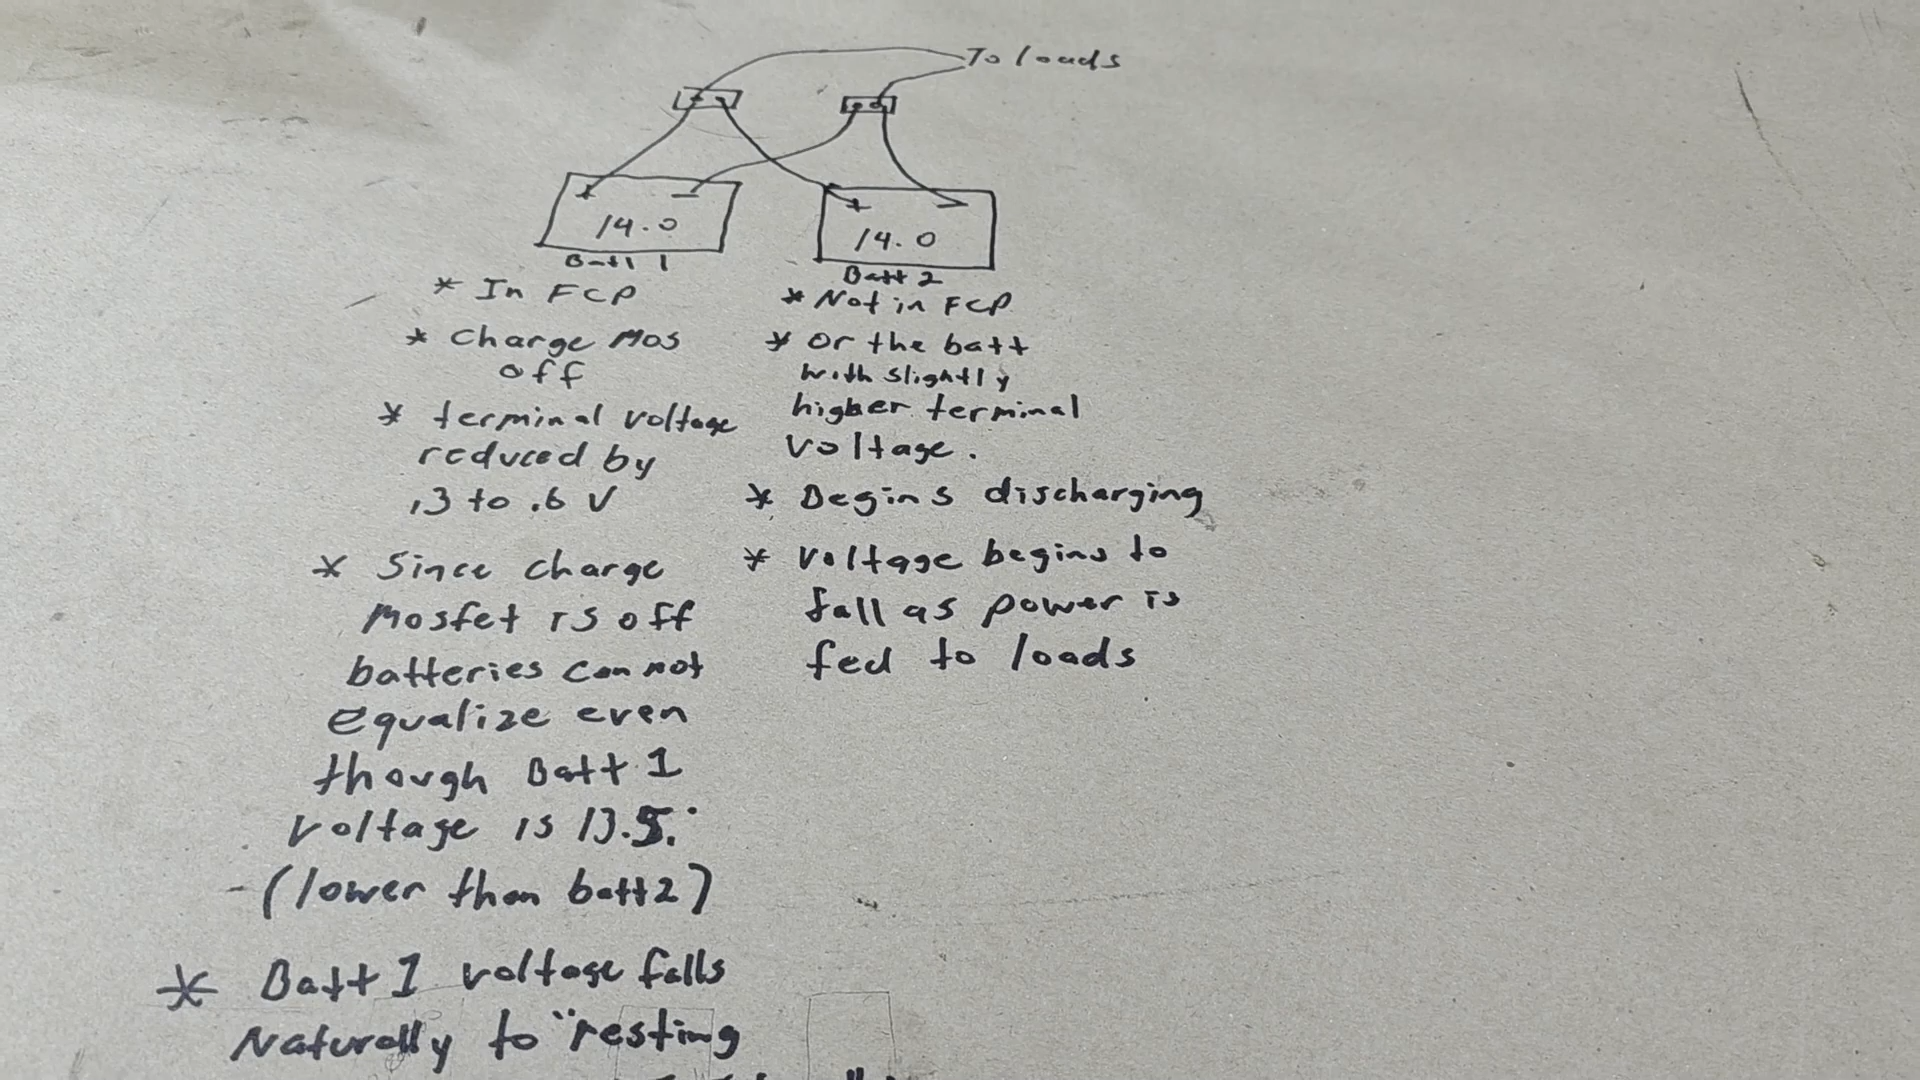 To loads
+ - + -
14.0 14.0
Batt 1 Batt 2
* In FCP
* Charge Mos
off
* terminal voltage
reduced by
.3 to .6 V
* Since charge
Mosfet is off
batteries can not
equalize even
though Batt 1
voltage is 13.5.
(lower than batt2)
* Batt 1 voltage falls
Naturally to "resting
* Not in FCP
* Or the batt
with slightly
higher terminal
voltage.
* Begins discharging
* Voltage begins to
fall as power is
fed to loads